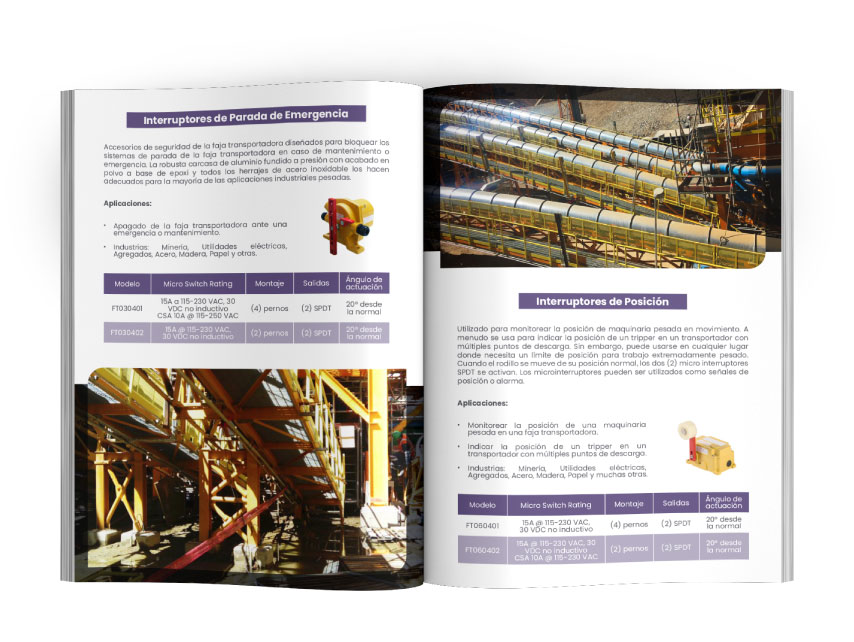 Interruptores de Parada de Emergencia
Accesorios de seguridad de la faja transportadora diseñados para bloquear los
sistemas de parada de la faja transportadora en caso de mantenimiento o
emergencia. La robusta carcasa de aluminio fundido a presión con acabado en
polvo a base de epoxi y todos los herrajes de acero inoxidable los hacen
adecuados para la mayoría de las aplicaciones industriales pesadas.
Aplicaciones:
• Apagado de la faja transportadora ante una
emergencia o mantenimiento.
• Industrias: Minería, Utilidades eléctricas,
Agregados, Acero, Madera, Papel y otras.
Modelo Micro Switch Rating Montaje Salidas Ángulo de
actuación
FT030401 15A a 115-230 VAC, 30
VDC no inductivo
CSA 10A @ 115-250 VAC (4) pernos (2) SPDT 20° desde
la normal
FT030402 15A @ 115-230 VAC,
30 VDC no inductivo (2) pernos (2) SPDT 20° desde
la normal
Interruptores de Posición
Utilizado para monitorear la posición de maquinaria pesada en movimiento. A
menudo se usa para indicar la posición de un tripper en un transportador con
múltiples puntos de descarga. Sin embargo, puede usarse en cualquier lugar
donde necesita un límite de posición para trabajo extremadamente pesado.
Cuando el rodillo se mueve de su posición normal, los dos (2) micro interruptores
SPDT se activan. Los microinterruptores pueden ser utilizados como señales de
posición o alarma.
Aplicaciones:
• Monitorear la posición de una maquinaria
pesada en una faja transportadora.
• Indicar la posición de un tripper en un
transportador con múltiples puntos de descargo.
• Industrias: Minería, Utilidades eléctricas,
Agregados, Acero, Madera, Papel y muchas otras.
Modelo Micro Switch Rating Montaje Salidas Ángulo de
actuación
FT060401 15A @ 115-230 VAC,
30 VDC no inductivo (4) pernos (2) SPDT 20° desde
la normal
FT060402 15A @ 115-230 VAC, 30
VDC no inductivo
CSA 10A @ 115-230 VAC. (2) pernos (2) SPDT 20° desde
la normal